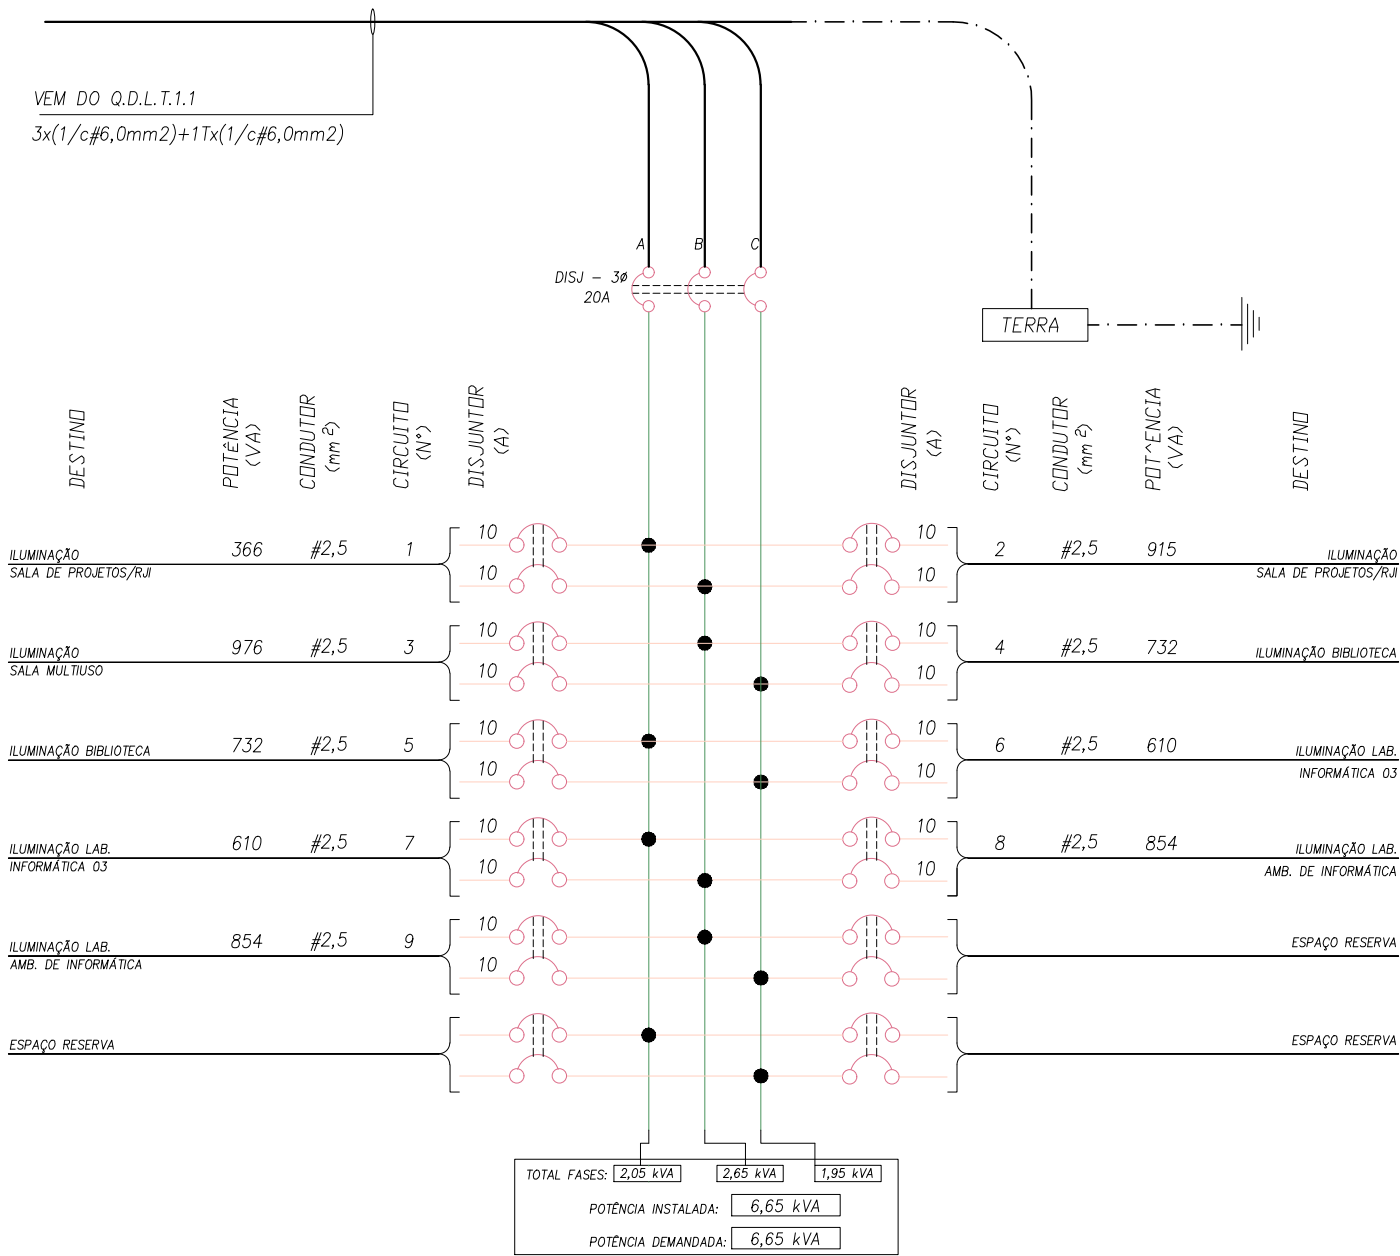 VEM DO Q.D.L.T.1.1
3x(1/c#6,0mm2)+1Tx(1/c#6,0mm2)
A B C
DISJ - 3ø
20A
TERRA
DESTINO
POTÊNCIA
(VA)
CONDUTOR
(mm 2)
CIRCUITO
(Nº)
DISJUNTOR
(A)
DISJUNTOR
(A)
CIRCUITO
(Nº)
CONDUTOR
(mm 2)
POT^ENCIA
(VA)
DESTINO
ILUMINAÇÃO 366 #2,5 1 10
SALA DE PROJETOS/RJI 10
10 2 #2,5 915 ILUMINAÇÃO
10 SALA DE PROJETOS/RJI
ILUMINAÇÃO 976 #2,5 3 10
SALA MULTIUSO 10
10 4 #2,5 732 ILUMINAÇÃO BIBLIOTECA
10
ILUMINAÇÃO BIBLIOTECA 732 #2,5 5 10
10
10 6 #2,5 610 ILUMINAÇÃO LAB.
10 INFORMÁTICA 03
ILUMINAÇÃO LAB. 610 #2,5 7 10
INFORMÁTICA 03 10
10 8 #2,5 854 ILUMINAÇÃO LAB.
10 AMB. DE INFORMÁTICA
ILUMINAÇÃO LAB. 854 #2,5 9 10
AMB. DE INFORMÁTICA 10
ESPAÇO RESERVA
ESPAÇO RESERVA
ESPAÇO RESERVA
TOTAL FASES: 2,05 kVA 2,65 kVA 1,95 kVA
POTÊNCIA INSTALADA: 6,65 kVA
POTÊNCIA DEMANDADA: 6,65 kVA